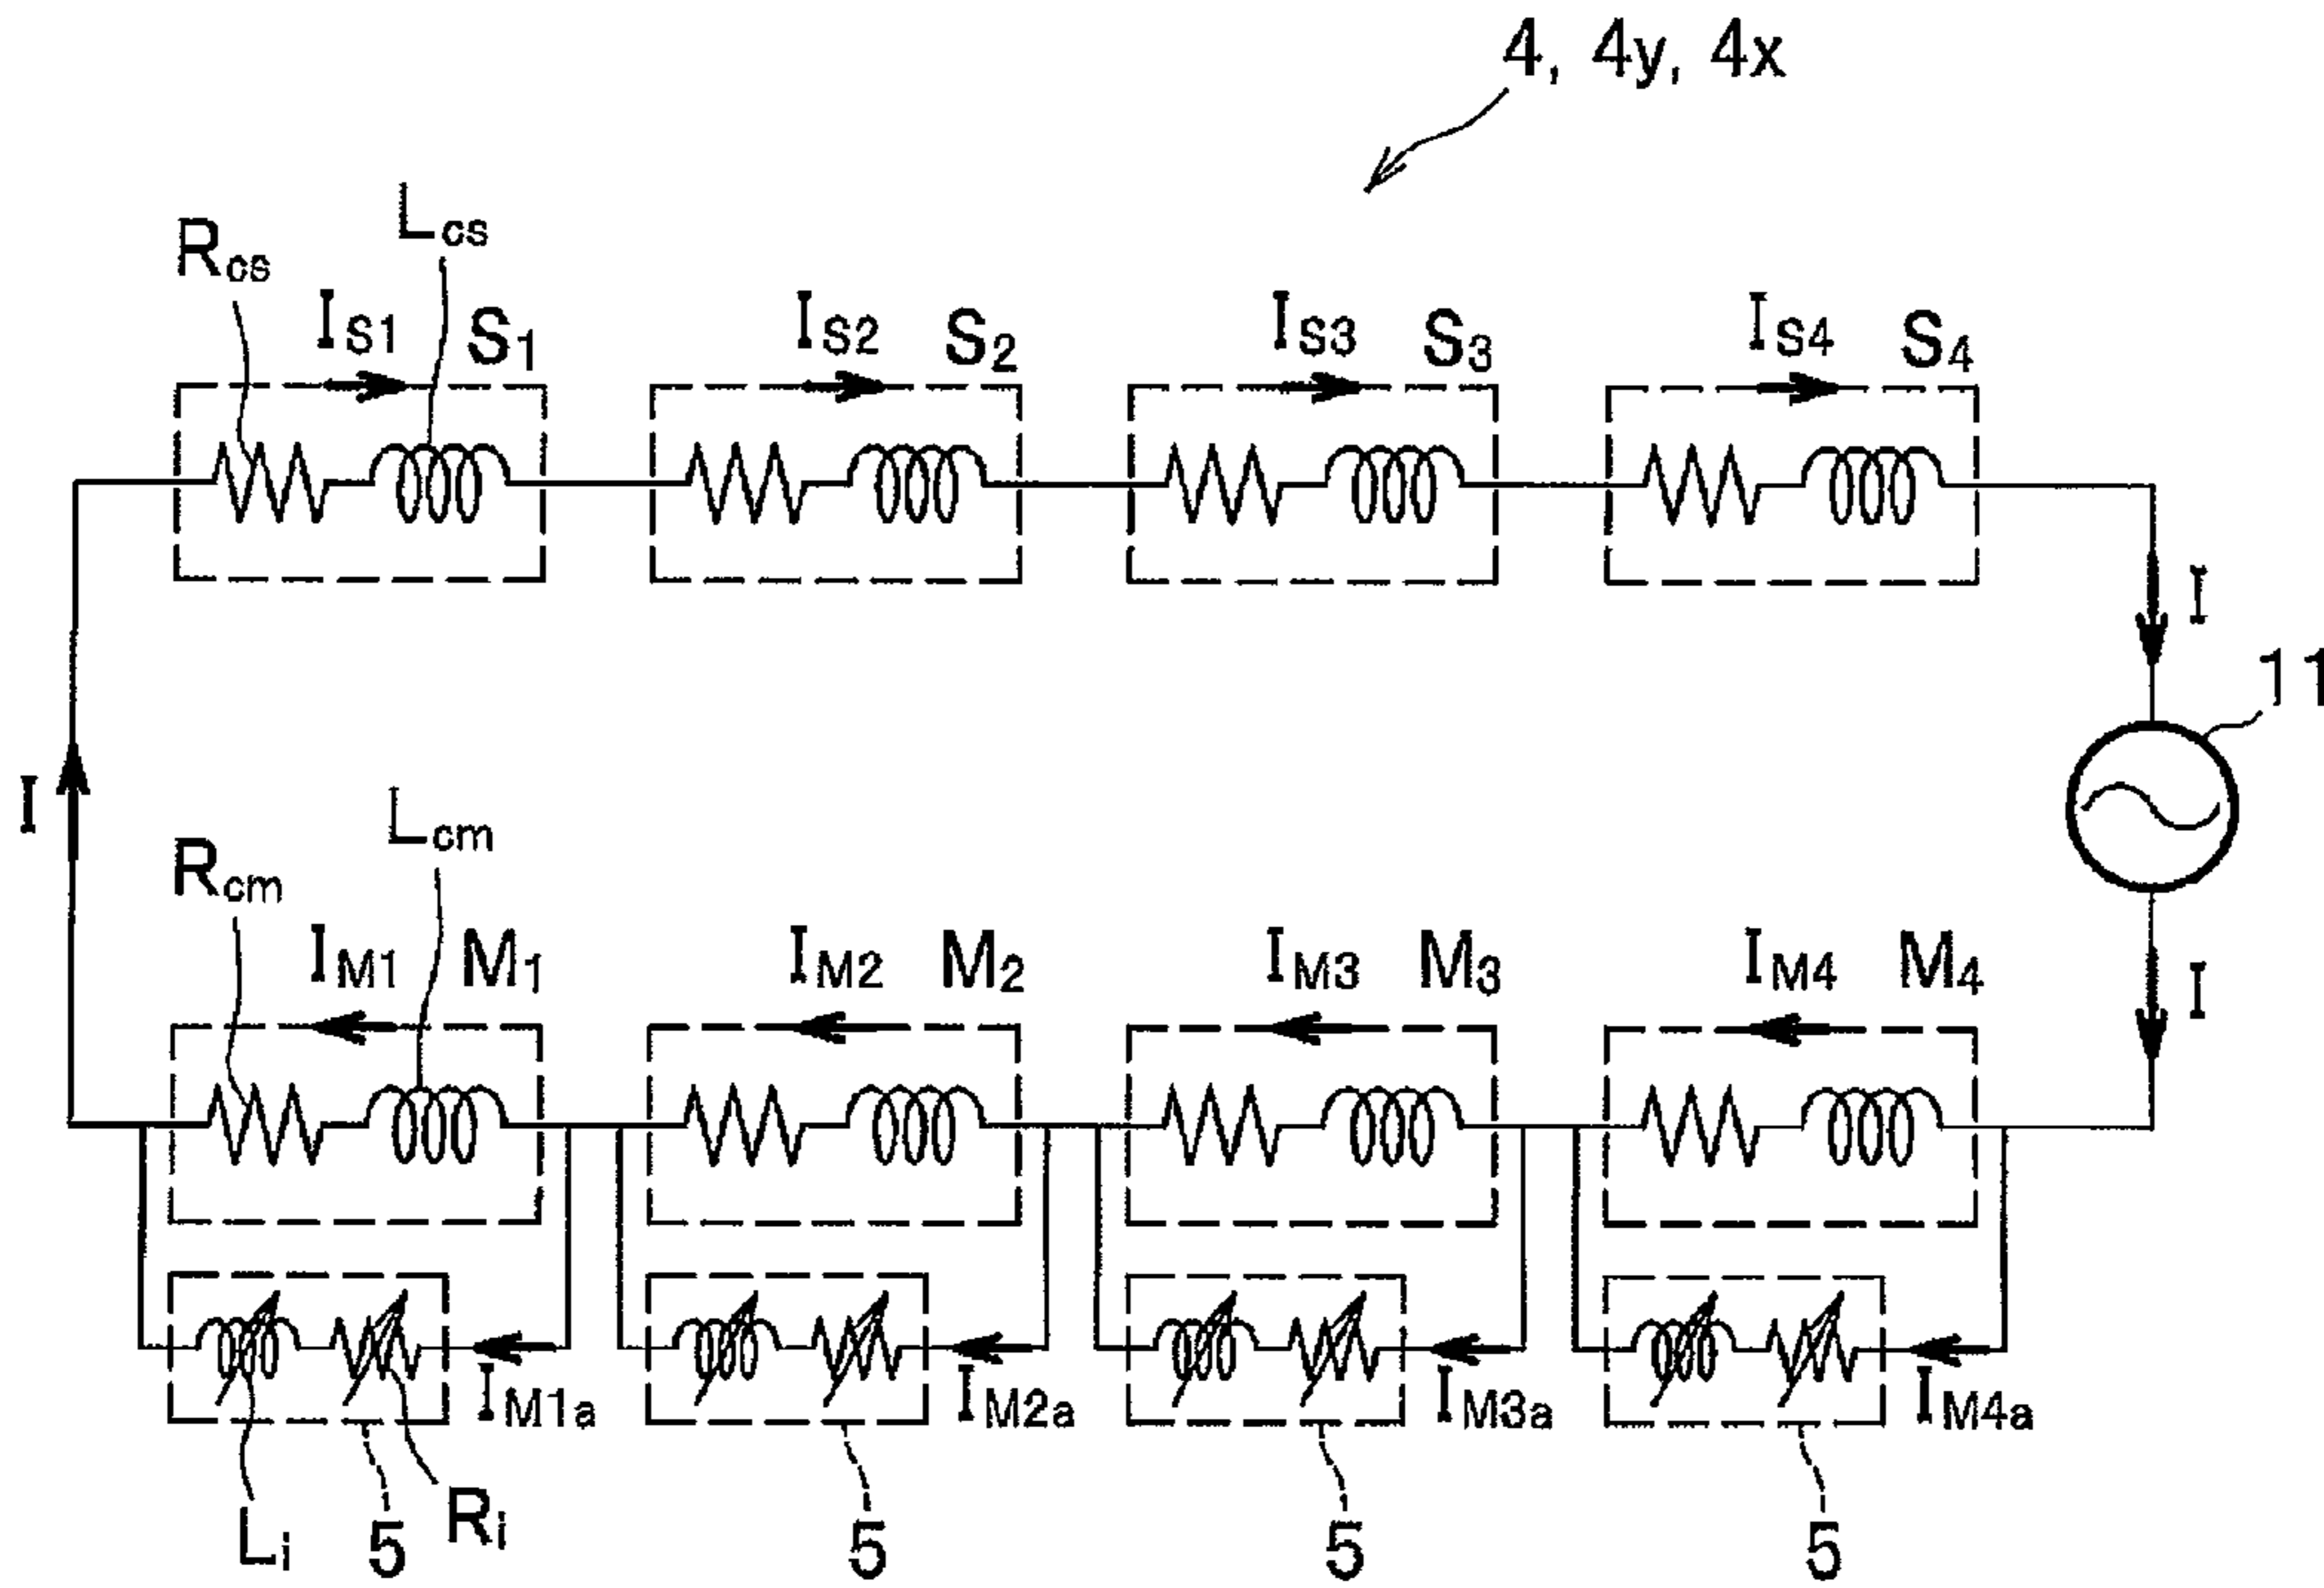 4, 4y, 4x
Rcs
Lcs
IS1
S1
IS2
S2
IS3
S3
IS4
S4
I
11
I
Rcm
Lcm
IM1
M1
IM2
M2
IM3
M3
IM4
M4
I
IM1a
IM2a
IM3a
IM4a
Li
5
Ri
5
5
5